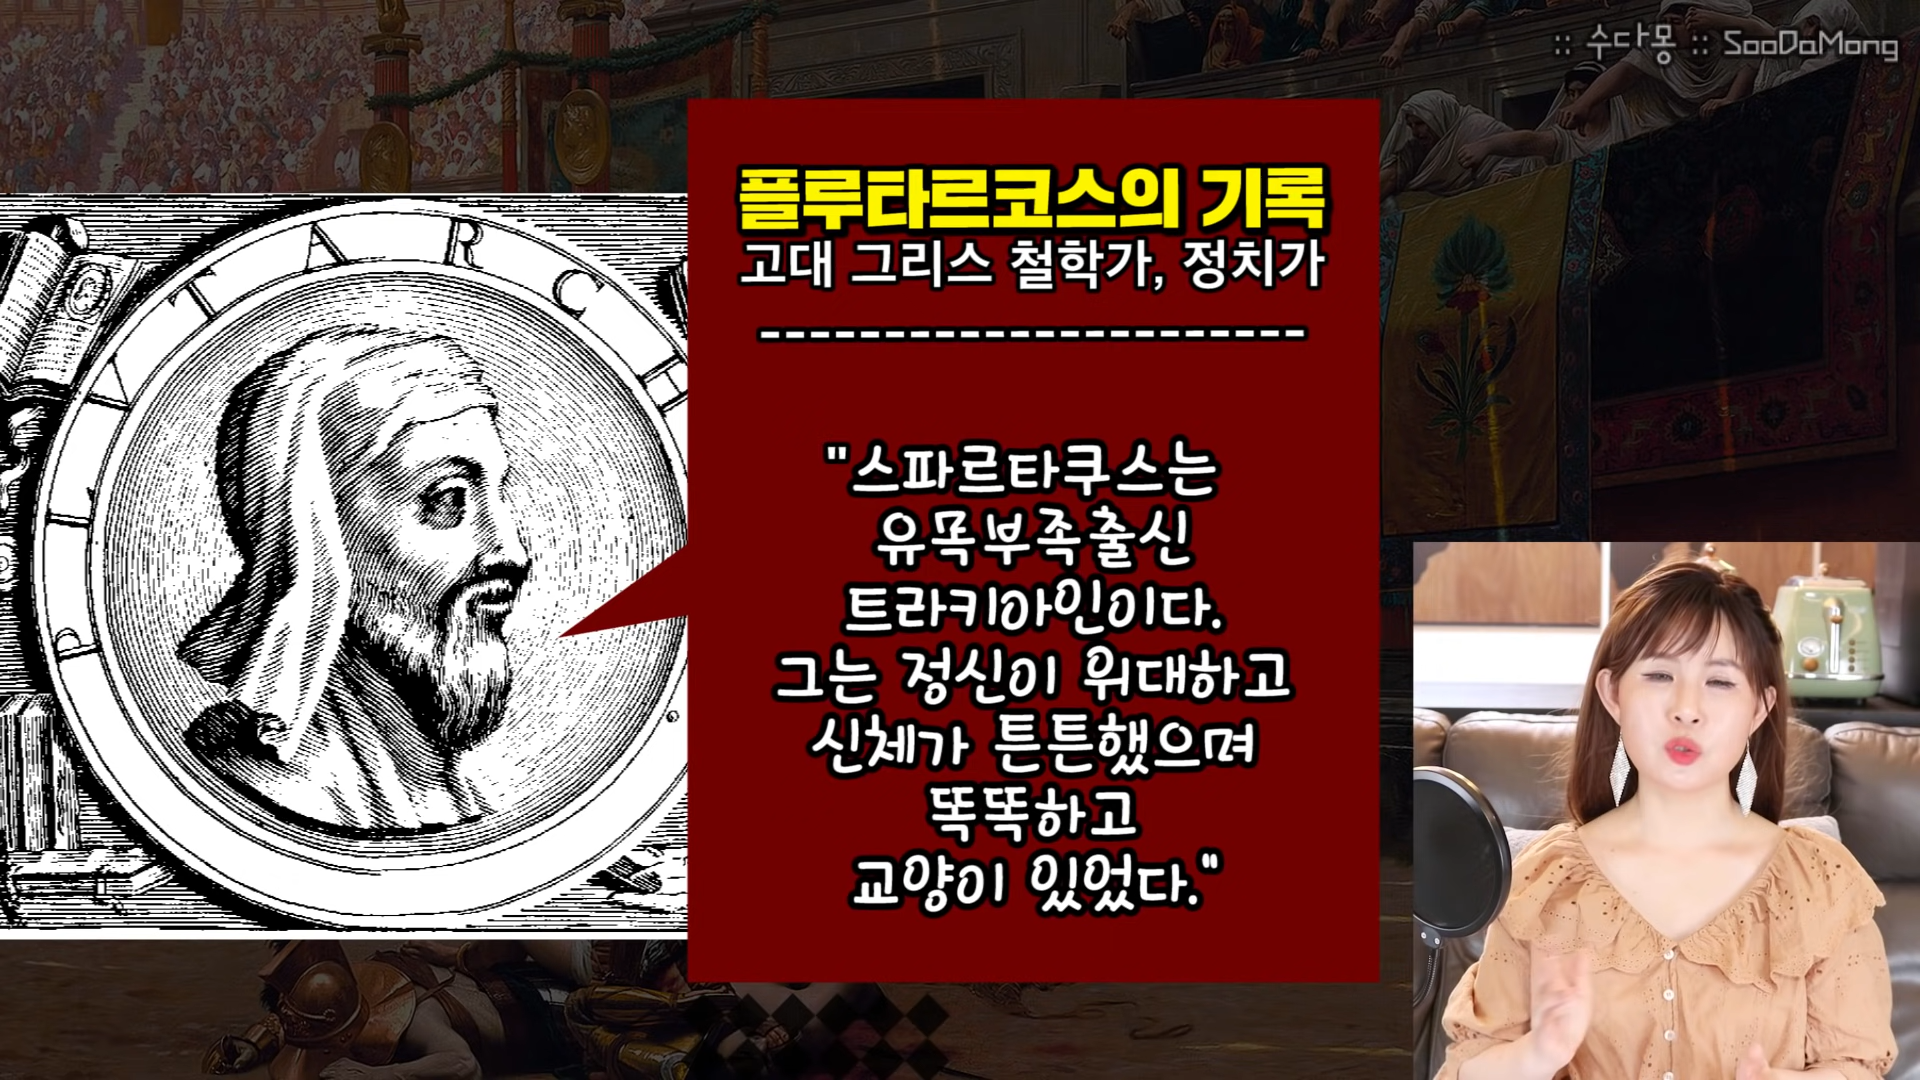 :: 수다몽 :: SooDaMong
플루타르코스의 기록
고대 그리스 철학가, 정치가
"스파르타쿠스는
유목부족출신
트라키아인이다.
그는 정신이 위대하고
신체가 튼튼했으며
똑똑하고
교양이 있었다."
PLVTARCH